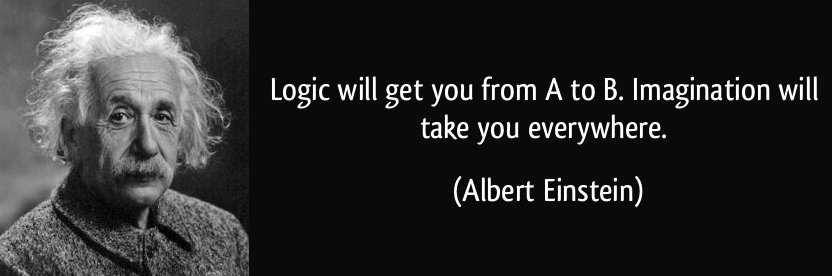 Logic will get you from A to B. Imagination will
take you everywhere.
(Albert Einstein)